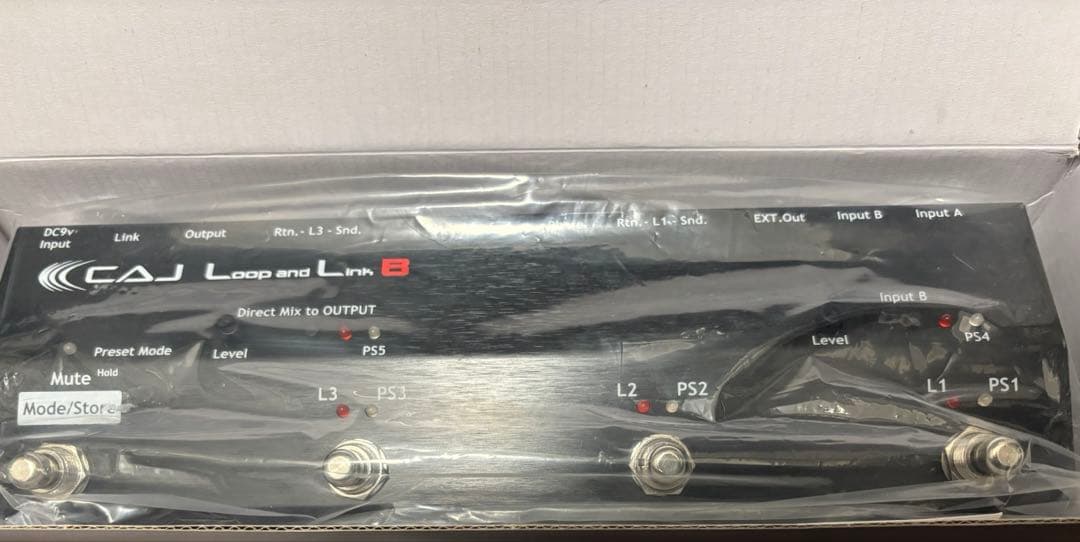 DC9v
Input
Link
Output
Rtn. - L3 - Snd.
Rtn. - L1 - Snd.
EXT.Out
Input B
Input A
CAJ Loop and Link B
Direct Mix to OUTPUT
Input B
Preset Mode
Level
PS5
Level
PS4
Mute Hold
Mode/Store
L3
PS3
L2
PS2
L1
PS1